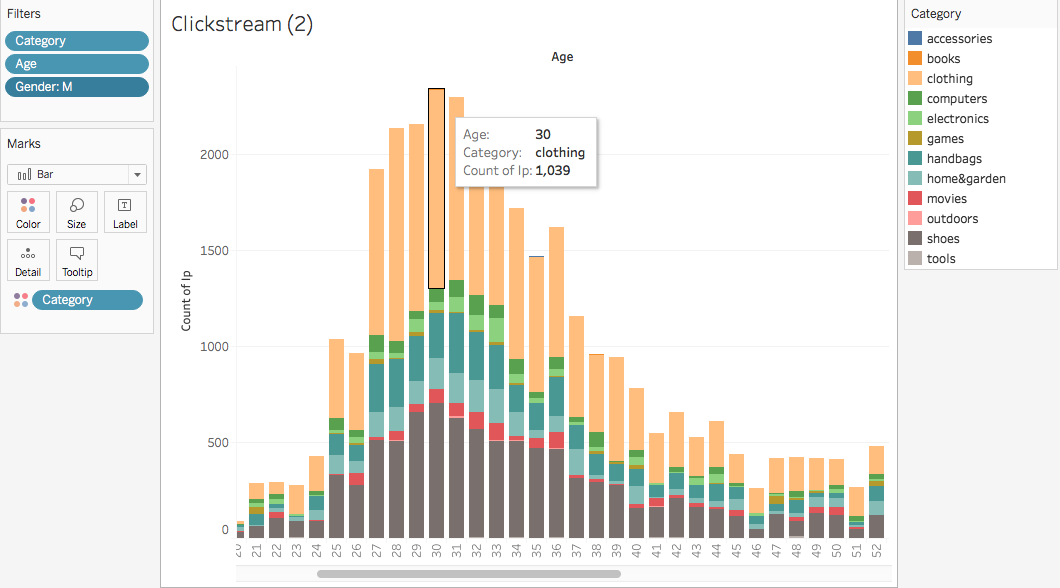 Filters
Category
Age
Gender: M
Marks
Bar
Color
Size
Label
Detail
Tooltip
Category
Clickstream (2)
Age
Count of Ip
2000
1500
1000
500
0
Age: 30
Category: clothing
Count of Ip: 1,039
20 21 22 23 24 25 26 27 28 29 30 31 32 33 34 35 36 37 38 39 40 41 42 43 44 45 46 47 48 49 50 51 52
Category
accessories
books
clothing
computers
electronics
games
handbags
home&garden
movies
outdoors
shoes
tools